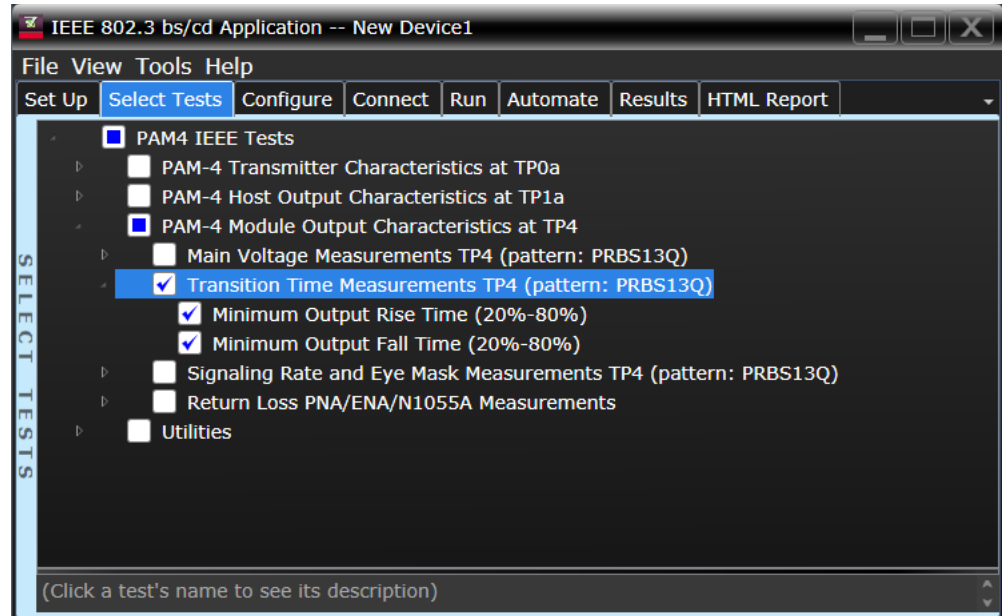 IEEE 802.3 bs/cd Application -- New Device1
File View Tools Help
Set Up Select Tests Configure Connect Run Automate Results HTML Report
SELECT TESTS
PAM4 IEEE Tests
PAM-4 Transmitter Characteristics at TP0a
PAM-4 Host Output Characteristics at TP1a
PAM-4 Module Output Characteristics at TP4
Main Voltage Measurements TP4 (pattern: PRBS13Q)
Transition Time Measurements TP4 (pattern: PRBS13Q)
Minimum Output Rise Time (20%-80%)
Minimum Output Fall Time (20%-80%)
Signaling Rate and Eye Mask Measurements TP4 (pattern: PRBS13Q)
Return Loss PNA/ENA/N1055A Measurements
Utilities
(Click a test's name to see its description)